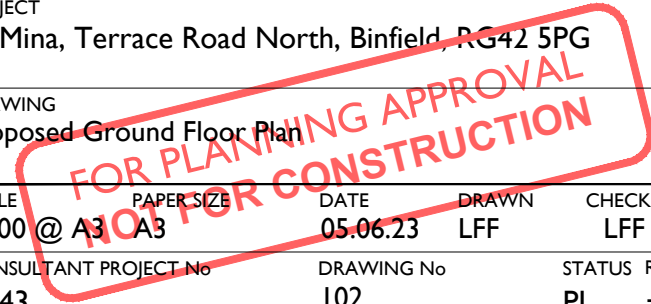 JECT
Mina, Terrace Road North, Binfield, RG42 5PG
WING
posed Ground Floor Plan
FOR PLANNING APPROVAL
NOT FOR CONSTRUCTION
LE PAPER SIZE DATE DRAWN CHECK
00 @ A3 A3 05.06.23 LFF LFF
NSULTANT PROJECT No DRAWING No STATUS
43 102 PL